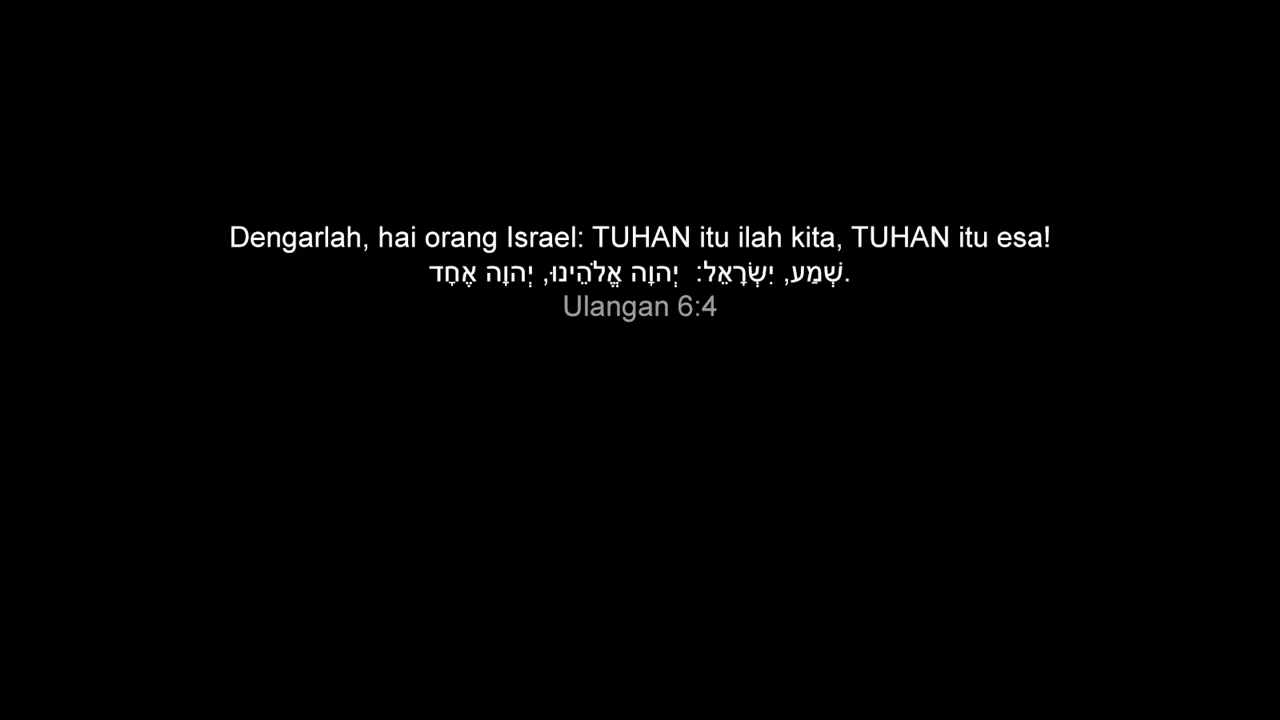 Dengarlah, hai orang Israel: TUHAN itu ilah kita, TUHAN itu esa!
שְׁמַע, יִשְׂרָאֵל:  יְהוָה אֱלֹהֵינוּ, יְהוָה אֶחָד.
Ulangan 6:4